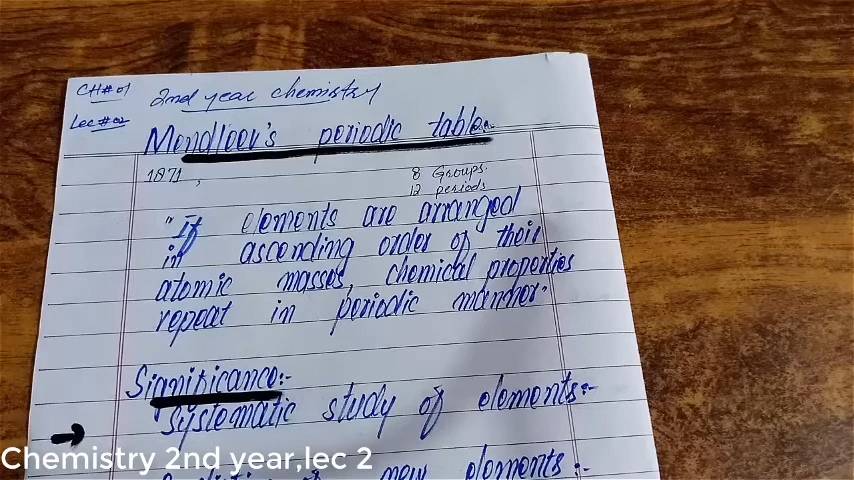 CH#01 2nd year chemistry
Lec#02
Mendleev's periodic table:
1871,
8 Groups.
12 periods
"If elements are arranged
in ascending order of their
atomic masses, chemical properties
repeat in periodic manner.
Significance:-
Systematic study of elements:-
new elements:-
Chemistry 2nd year,lec 2